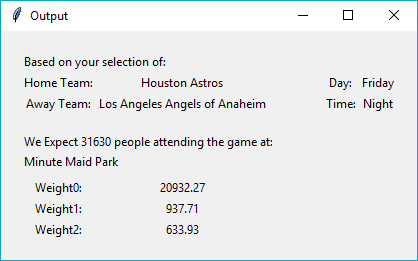 Output
Based on your selection of:
Home Team: Houston Astros Day: Friday
Away Team: Los Angeles Angels of Anaheim Time: Night
We Expect 31630 people attending the game at:
Minute Maid Park
Weight0: 20932.27
Weight1: 937.71
Weight2: 633.93